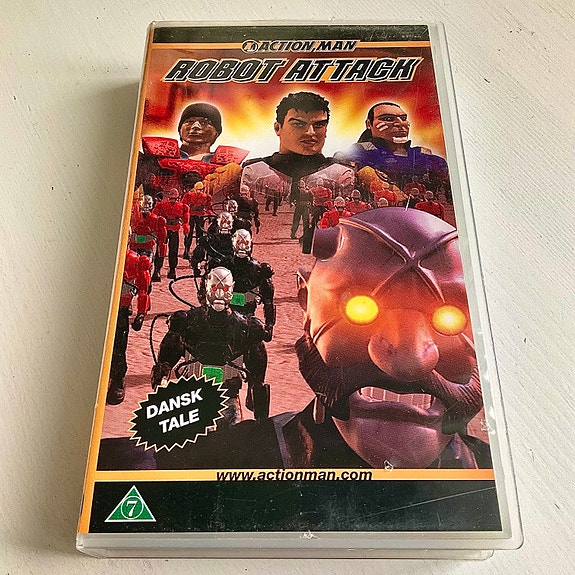 ACTION MAN
ROBOT ATTACK
DANSK
TALE
www.actionman.com
7